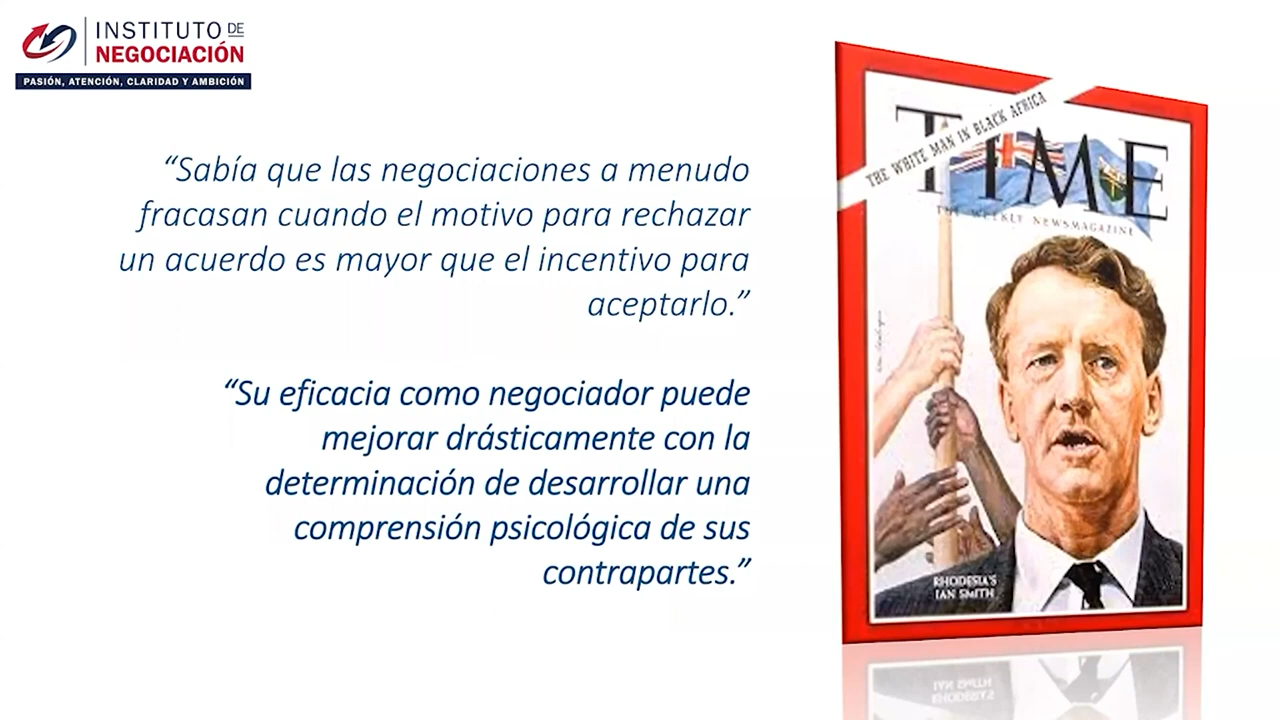 INSTITUTO DE
NEGOCIACIÓN
PASIÓN, ATENCIÓN, CLARIDAD Y AMBICIÓN
“Sabía que las negociaciones a menudo
fracasan cuando el motivo para rechazar
un acuerdo es mayor que el incentivo para
aceptarlo.”
“Su eficacia como negociador puede
mejorar drásticamente con la
determinación de desarrollar una
comprensión psicológica de sus
contrapartes.”
THE WHITE MAN IN BLACK AFRICA
TIME
THE WEEKLY NEWSMAGAZINE
RHODESIA'S
IAN SMITH